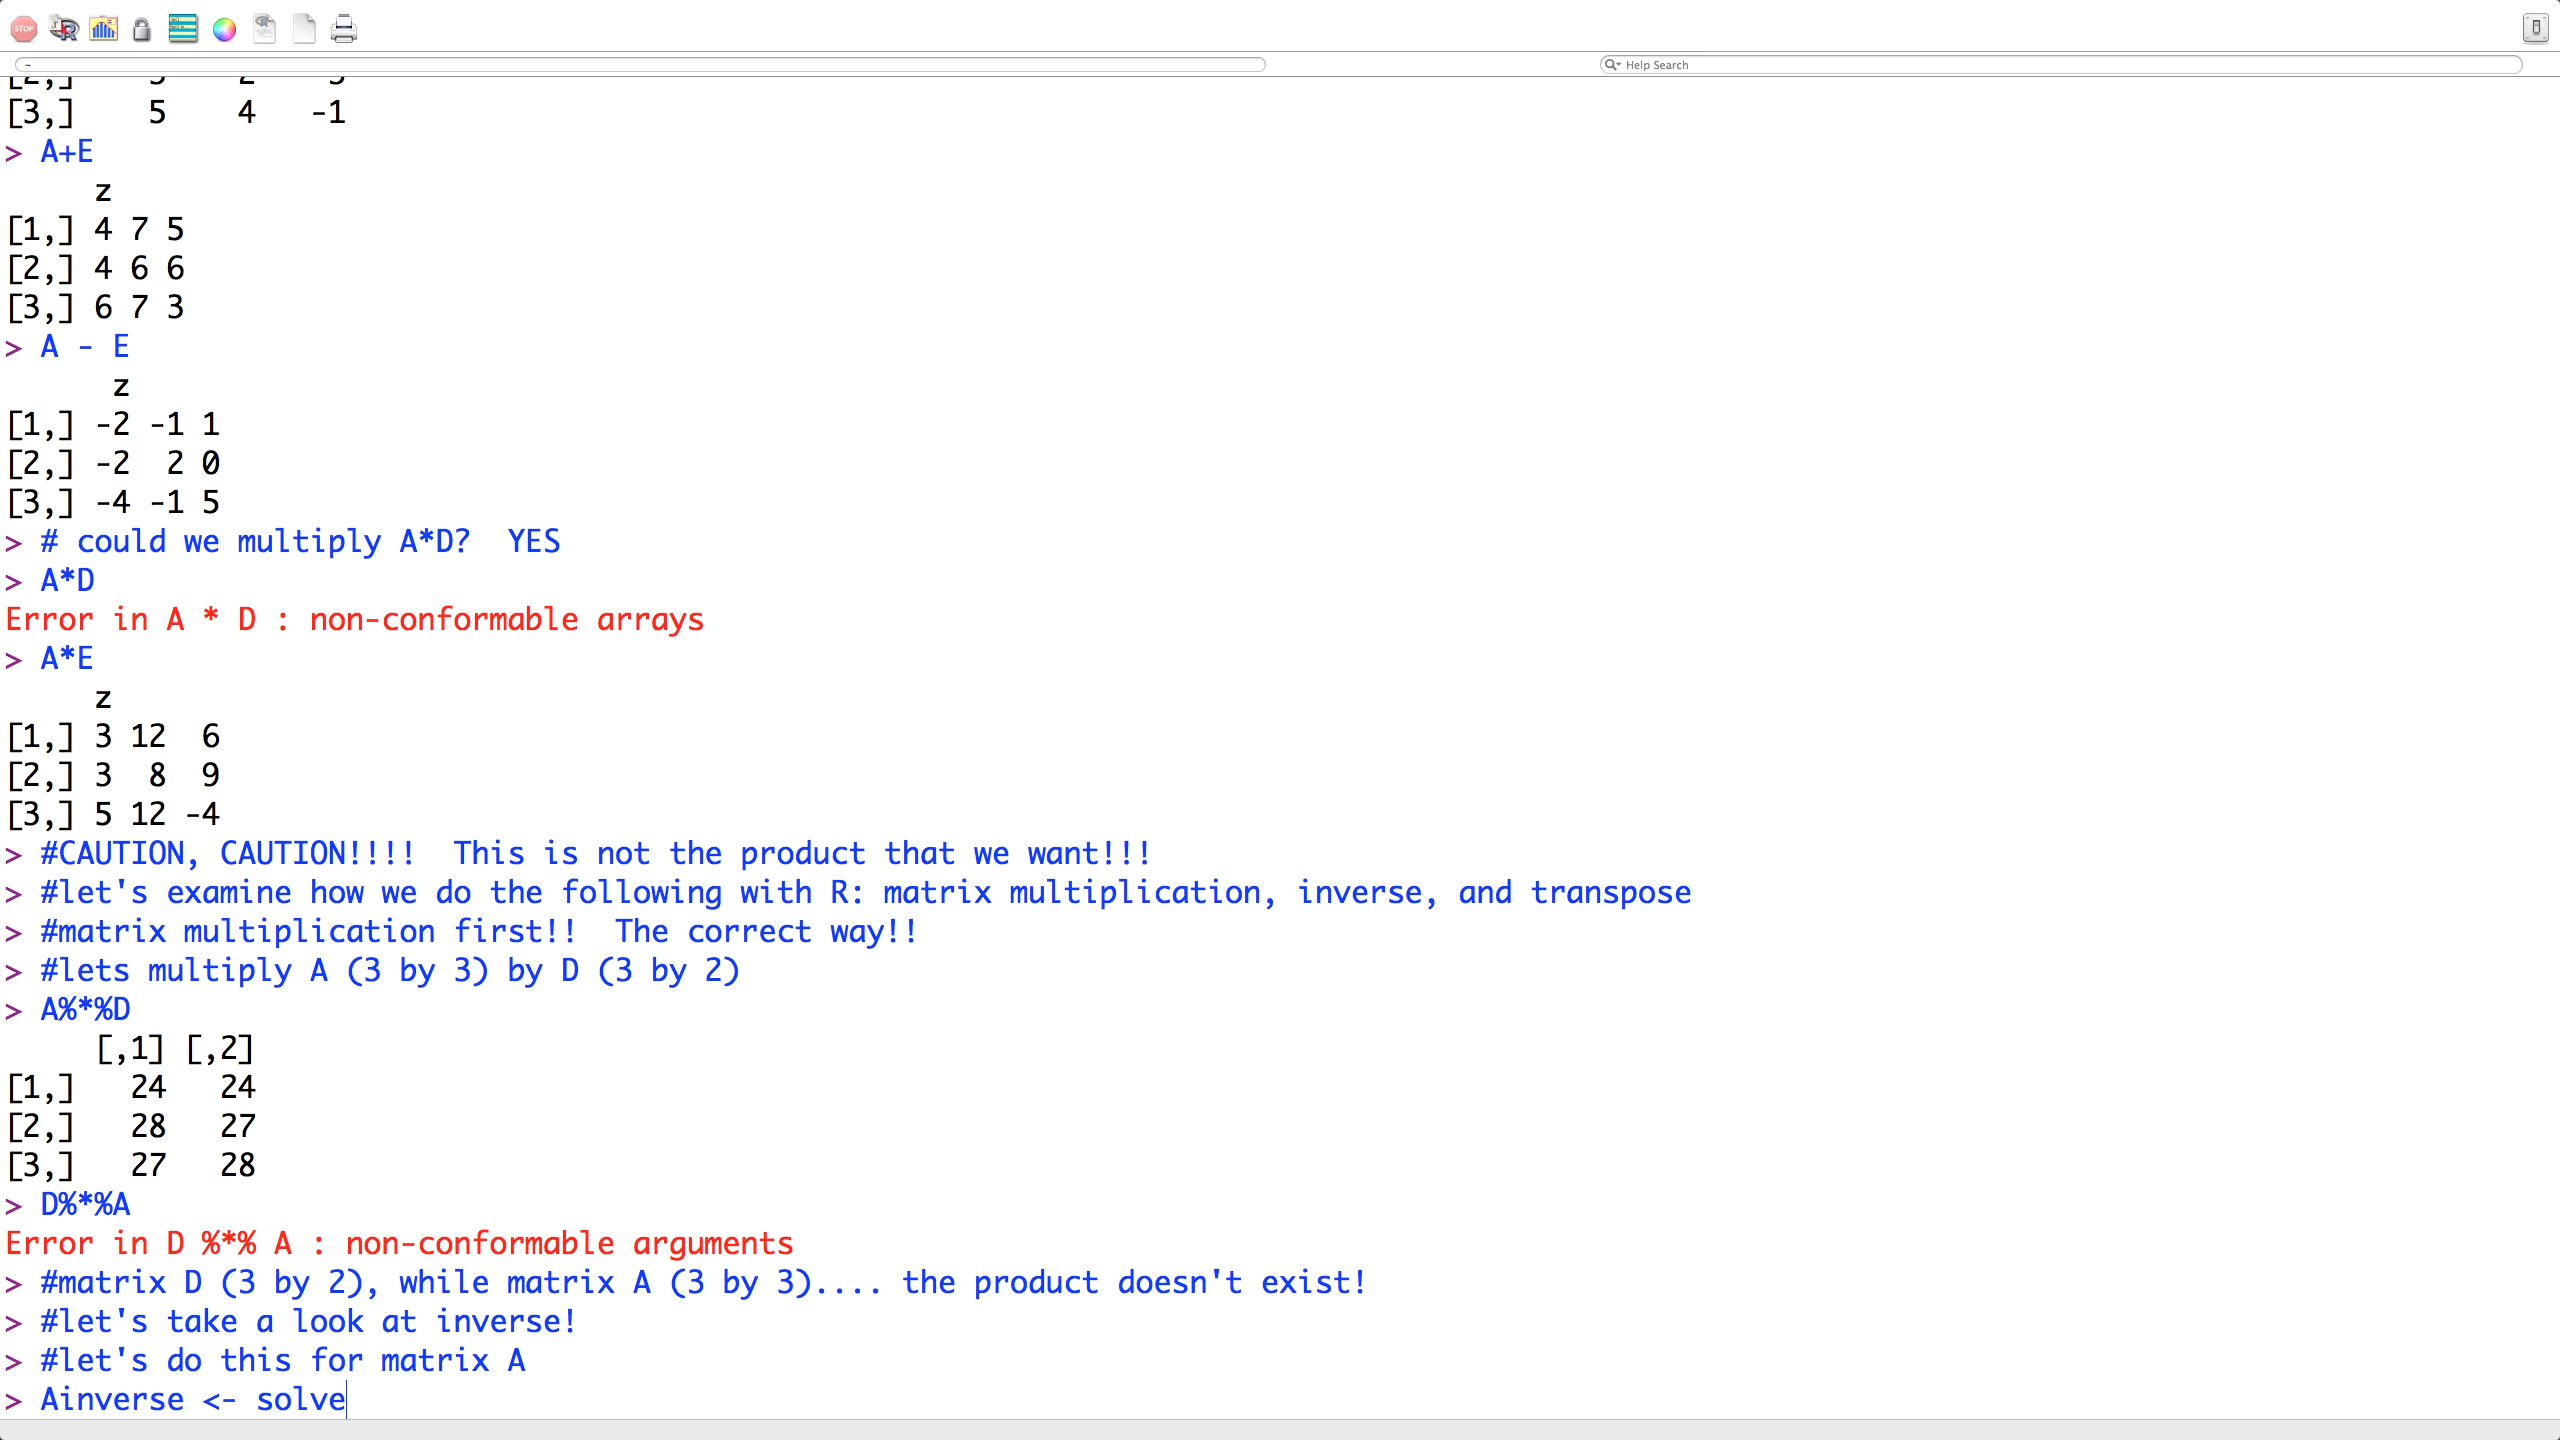 STOP
~
Help Search
[3,]    5    4   -1
> A+E
     z
[1,] 4 7 5
[2,] 4 6 6
[3,] 6 7 3
> A - E
      z
[1,] -2 -1 1
[2,] -2  2 0
[3,] -4 -1 5
> # could we multiply A*D?  YES
> A*D
Error in A * D : non-conformable arrays
> A*E
     z
[1,] 3 12  6
[2,] 3  8  9
[3,] 5 12 -4
> #CAUTION, CAUTION!!!!  This is not the product that we want!!!
> #let's examine how we do the following with R: matrix multiplication, inverse, and transpose
> #matrix multiplication first!!  The correct way!!
> #lets multiply A (3 by 3) by D (3 by 2)
> A%*%D
     [,1] [,2]
[1,]   24   24
[2,]   28   27
[3,]   27   28
> D%*%A
Error in D %*% A : non-conformable arguments
> #matrix D (3 by 2), while matrix A (3 by 3).... the product doesn't exist!
> #let's take a look at inverse!
> #let's do this for matrix A
> Ainverse <- solve